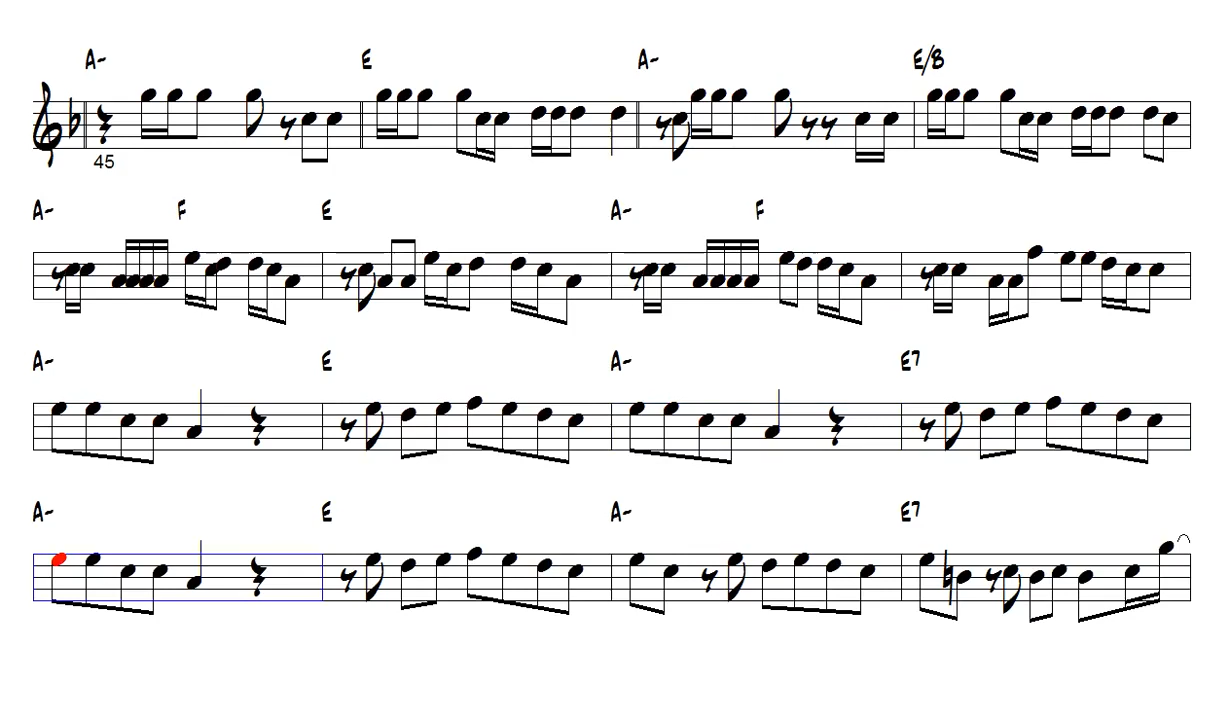 A- E A- E/B
45
A- F E A- F
A- E A- E7
A- E A- E7